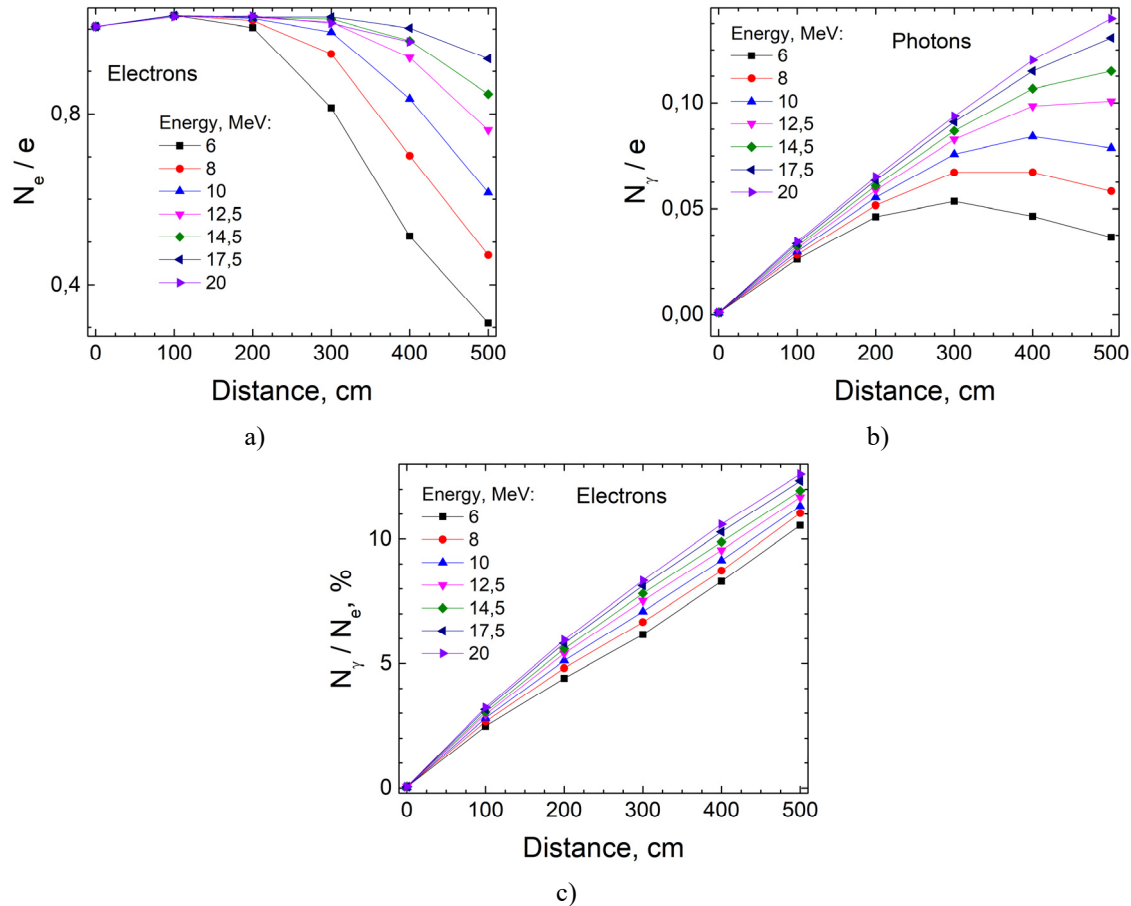 Electrons
Energy, MeV:
6
8
10
12,5
14,5
17,5
20
0,8
0,4
N_e / e
0 100 200 300 400 500
Distance, cm
a)
Energy, MeV:
6
8
10
12,5
14,5
17,5
20
Photons
0,10
0,05
0,00
N_γ / e
0 100 200 300 400 500
Distance, cm
b)
Energy, MeV:
6
8
10
12,5
14,5
17,5
20
Electrons
10
5
0
N_γ / N_e, %
0 100 200 300 400 500
Distance, cm
c)